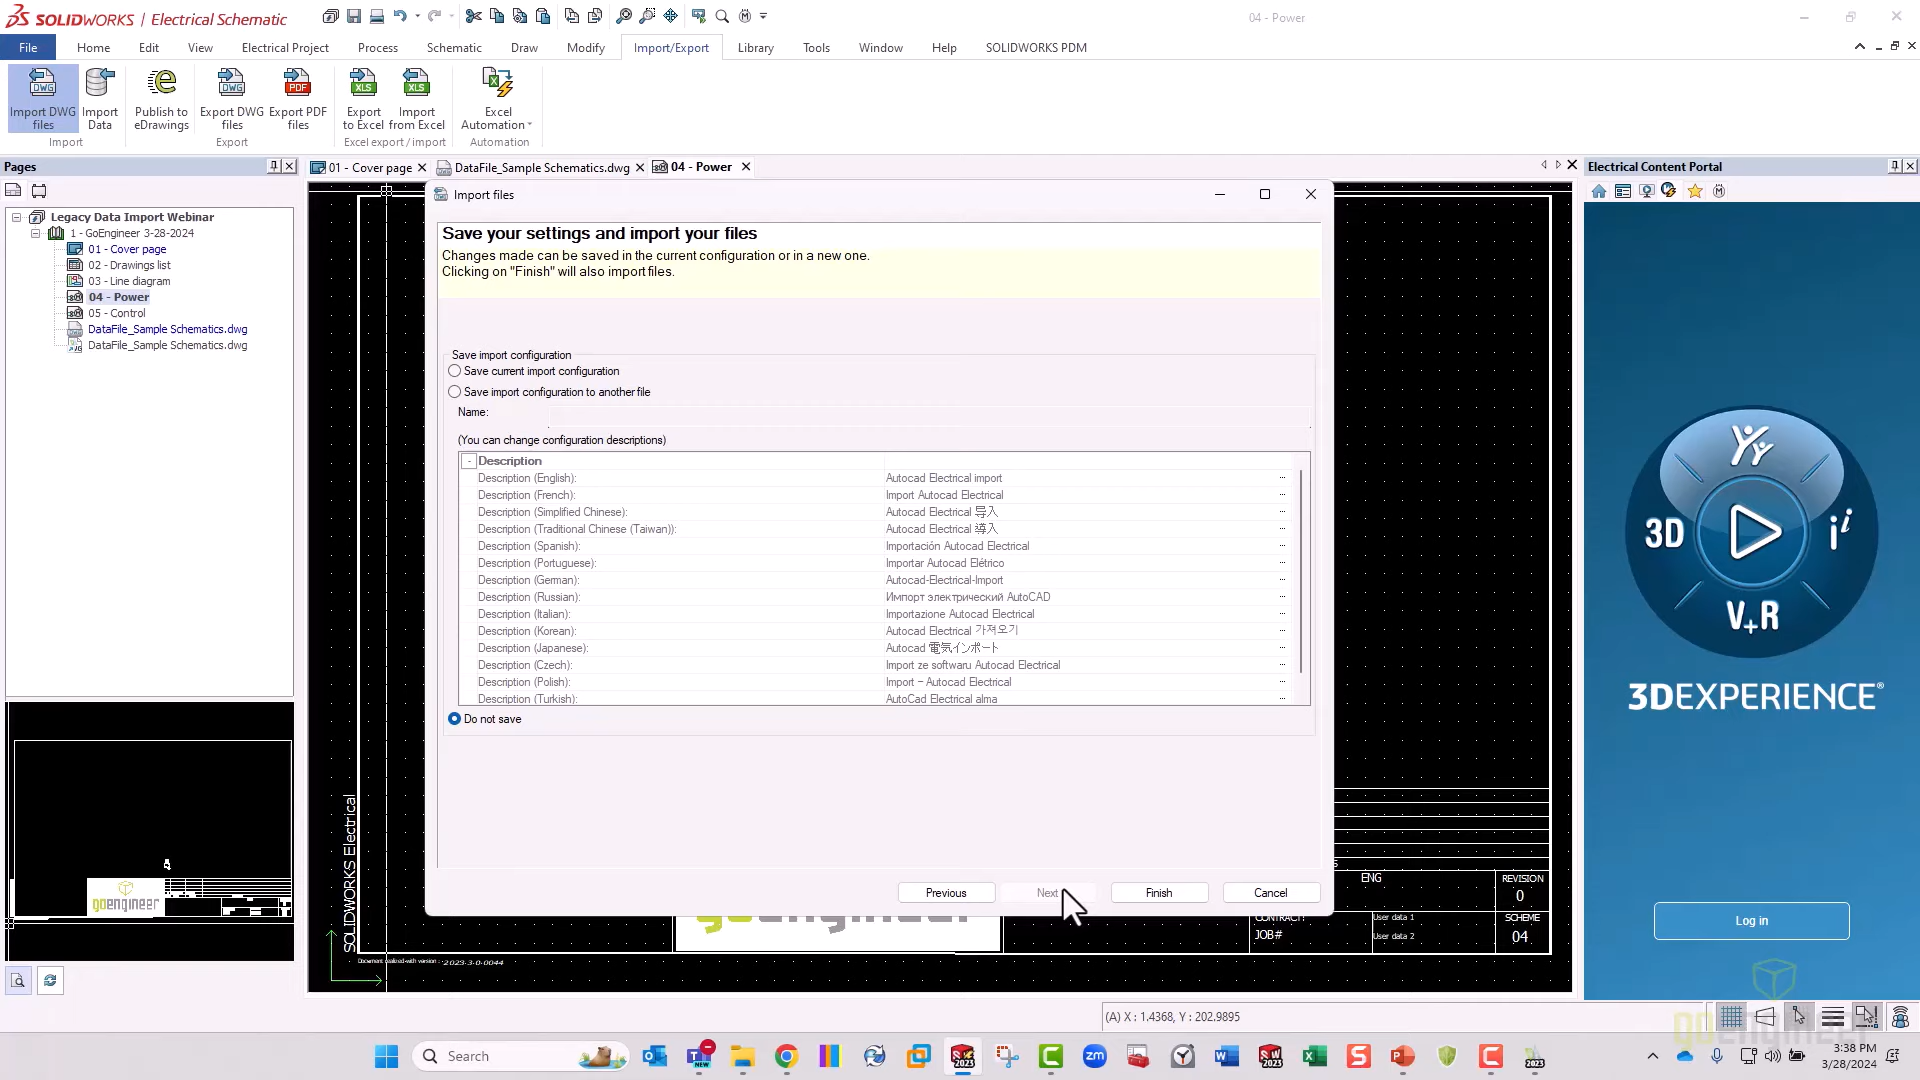 SOLIDWORKS | Electrical Schematic
04 - Power
File Home Edit View Electrical Project Process Schematic Draw Modify Import/Export Library Tools Window Help SOLIDWORKS PDM
Import DWG files
Import Data
Publish to eDrawings
Export DWG files
Export PDF files
Export to Excel
Import from Excel
Excel Automation
Import
Export
Excel export / import
Automation
Pages
01 - Cover page
DataFile_Sample Schematics.dwg
04 - Power
Electrical Content Portal
Legacy Data Import Webinar
1 - GoEngineer 3-28-2024
01 - Cover page
02 - Drawings list
03 - Line diagram
04 - Power
05 - Control
DataFile_Sample Schematics.dwg
DataFile_Sample Schematics.dwg
Import files
Save your settings and import your files
Changes made can be saved in the current configuration or in a new one.
Clicking on "Finish" will also import files.
Save import configuration
Save current import configuration
Save import configuration to another file
Name:
(You can change configuration descriptions)
Description
Description (English): Autocad Electrical import
Description (French): Import Autocad Electrical
Description (Simplified Chinese): Autocad Electrical 导入
Description (Traditional Chinese (Taiwan)): Autocad Electrical 導入
Description (Spanish): Importación Autocad Electrical
Description (Portuguese): Importar Autocad Elétrico
Description (German): Autocad-Electrical-Import
Description (Russian): Импорт электрический AutoCAD
Description (Italian): Importazione Autocad Electrical
Description (Korean): Autocad Electrical 가져오기
Description (Japanese): Autocad 電気インポート
Description (Czech): Import ze softwaru Autocad Electrical
Description (Polish): Import – Autocad Electrical
Description (Turkish): AutoCad Electrical alma
Do not save
Previous
Next
Finish
Cancel
SOLIDWORKS Electrical
ENG
REVISION
0
CONTRACT:
JOB#
User data 1
User data 2
SCHEME
04
Document realized with version : 2023.3.0.0044
goengineer
3D
V+R
3DEXPERIENCE®
Log in
(A) X : 1.4368, Y : 202.9895
goengineer
Search
3:38 PM
3/28/2024